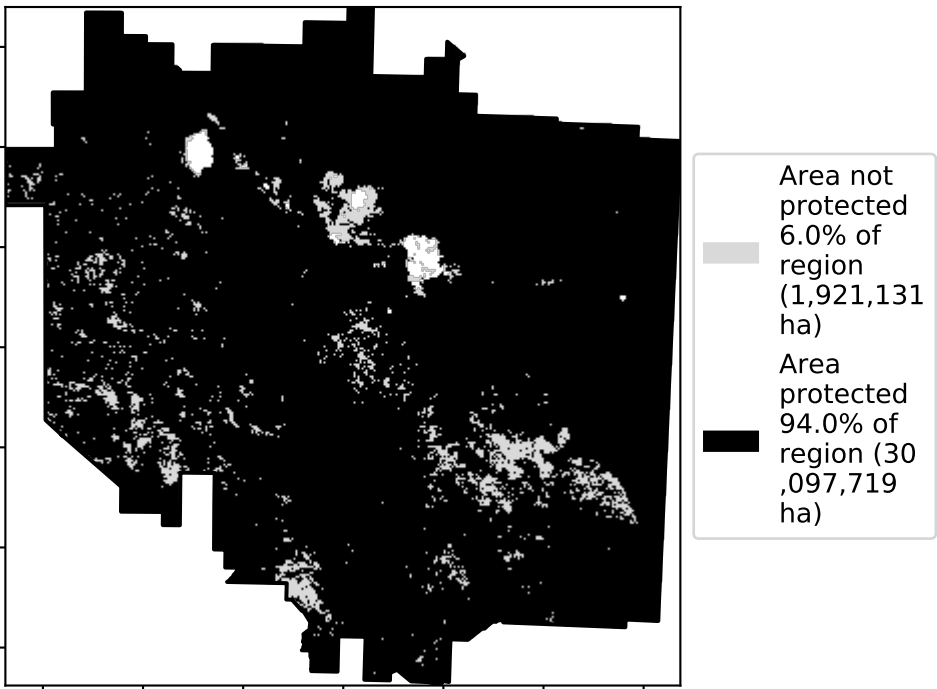 Area not
protected
6.0% of
region
(1,921,131
ha)
Area
protected
94.0% of
region (30
,097,719
ha)